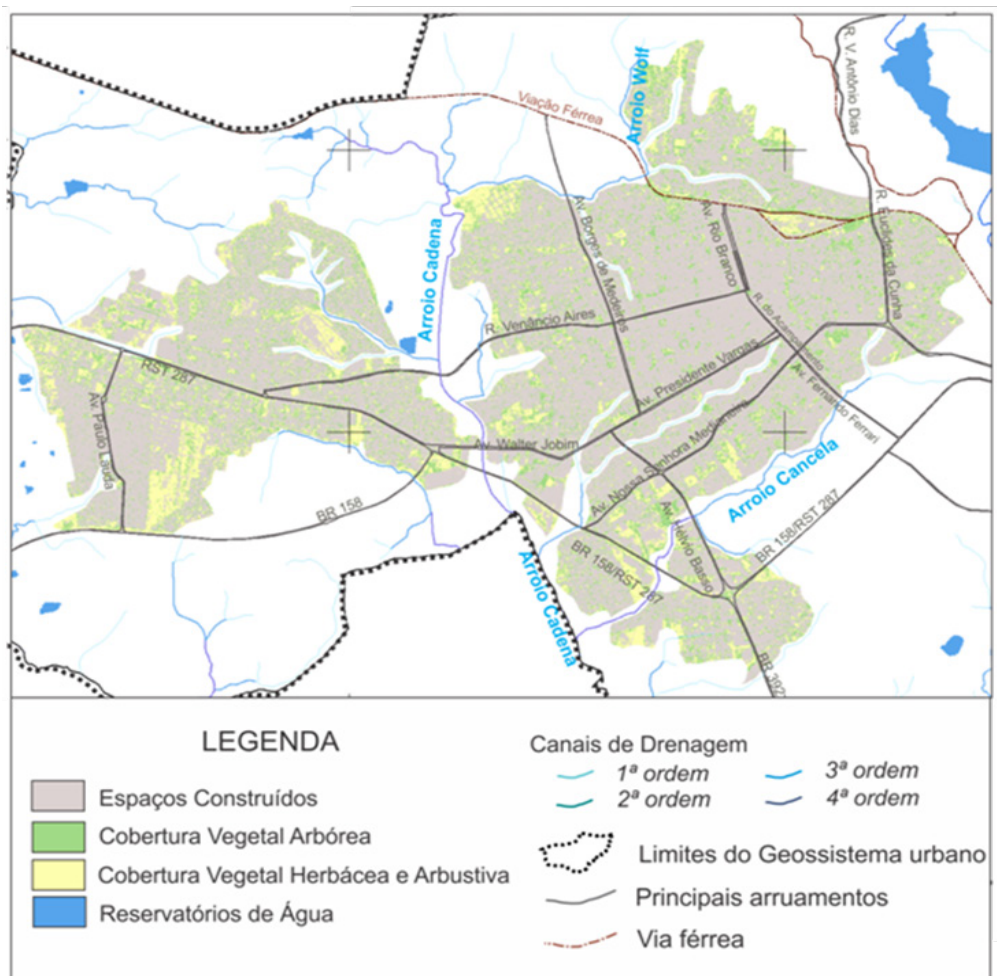 R. V. Antônio Dias
Arroio Wolf
Viação Férrea
R. Euclides da Cunha
Av. Rio Branco
Av. Borges de Medeiros
Arroio Cadena
R. do Acampamento
R. Venâncio Aires
RST 287
Av. Presidente Vargas
Av. Fernando Ferrari
Av. Paulo Lauda
Av. Walter Jobim
Av. Nossa Senhora Medianeira
Arroio Cancela
BR 158
BR 158/RST 287
Av. Hélvio Basso
BR 158/RST 287
Arroio Cadena
BR 392
LEGENDA
Espaços Construídos
Cobertura Vegetal Arbórea
Cobertura Vegetal Herbácea e Arbustiva
Reservatórios de Água
Canais de Drenagem
1ª ordem
3ª ordem
2ª ordem
4ª ordem
Limites do Geossistema urbano
Principais arruamentos
Via férrea